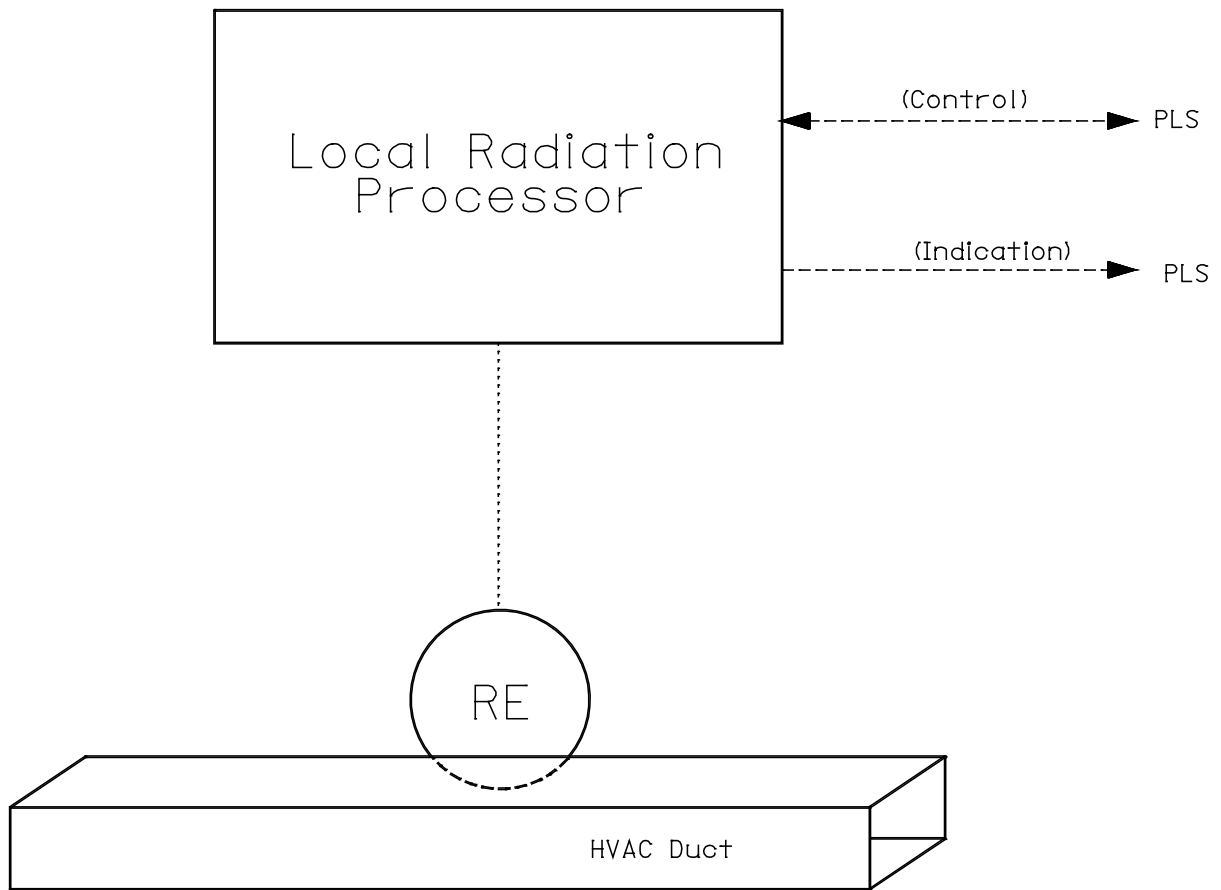 (Control)
PLS
Local Radiation
Processor
(Indication)
PLS
RE
HVAC Duct